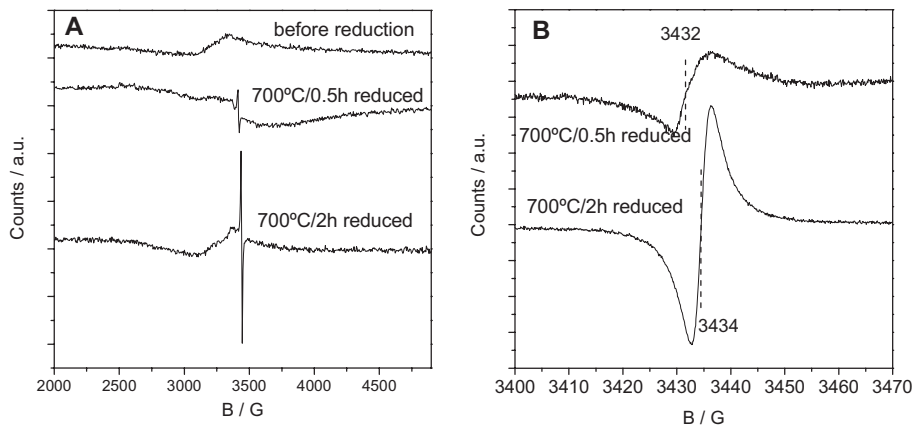 A
before reduction
700ºC/0.5h reduced
700ºC/2h reduced
Counts / a.u.
2000 2500 3000 3500 4000 4500
B / G
B
3432
700ºC/0.5h reduced
700ºC/2h reduced
3434
Counts / a.u.
3400 3410 3420 3430 3440 3450 3460 3470
B / G